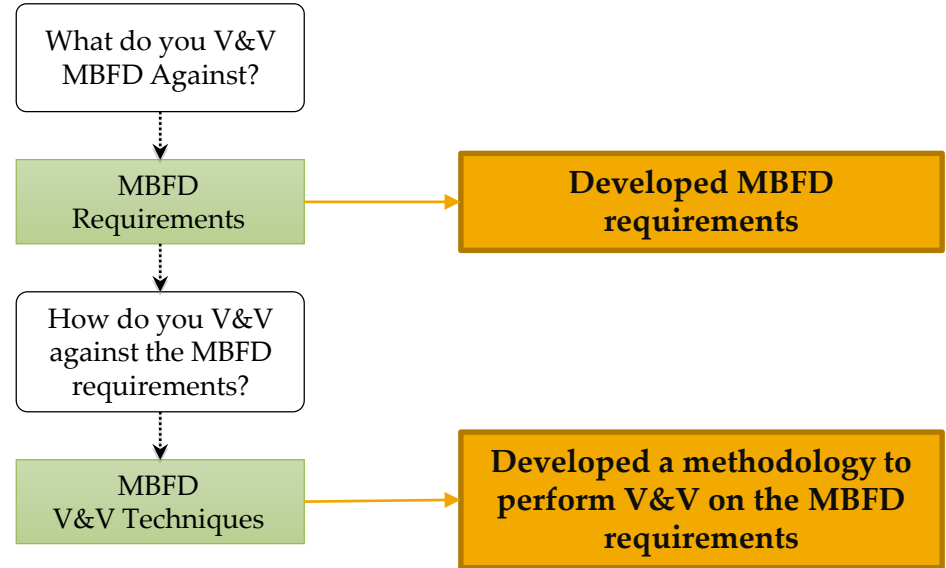 What do you V&V
MBFD Against?
MBFD
Requirements
Developed MBFD
requirements
How do you V&V
against the MBFD
requirements?
MBFD
V&V Techniques
Developed a methodology to
perform V&V on the MBFD
requirements